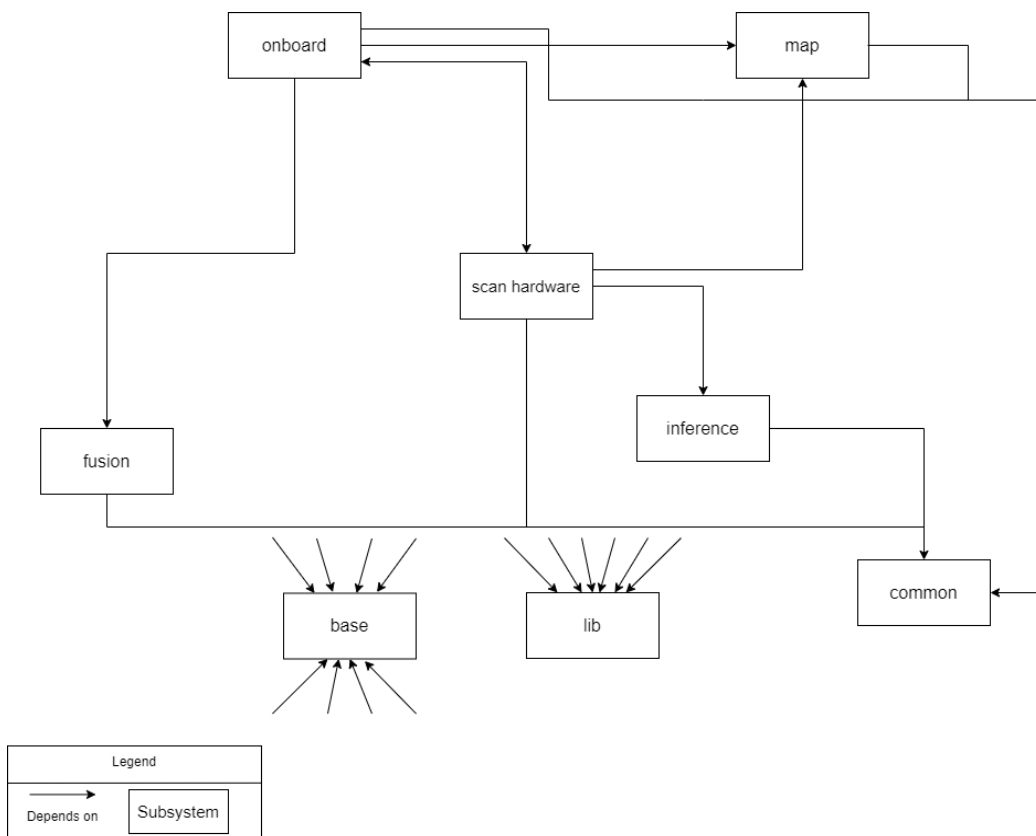 onboard
map
scan hardware
inference
fusion
base
lib
common
Legend
Depends on
Subsystem